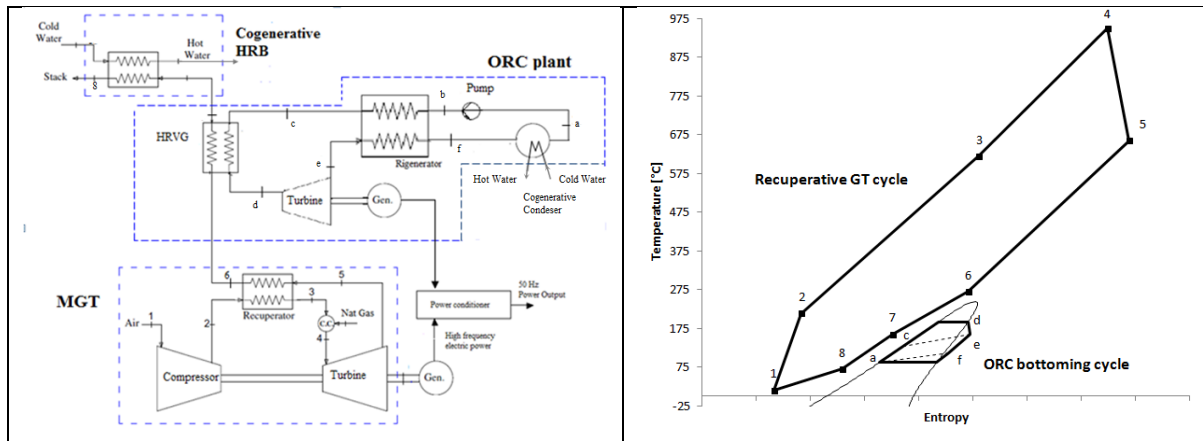 Cold
Water
Cogenerative
HRB
Hot
Water
Stack
8
ORC plant
Pump
b
c
a
HRVG
f
Rigenerator
e
Hot Water
Cold Water
Cogenerative
Condeser
d
Turbine
Gen.
MGT
6
5
Recuperator
3
2
Air
1
C.C.
Nat Gas
4
Compressor
Turbine
Gen.
Power conditioner
50 Hz
Power Output
High frequency
electric power
975
875
775
675
575
475
375
275
175
75
-25
Temperature [°C]
Entropy
Recuperative GT cycle
ORC bottoming cycle
1
2
3
4
5
6
7
8
a
c
d
e
f